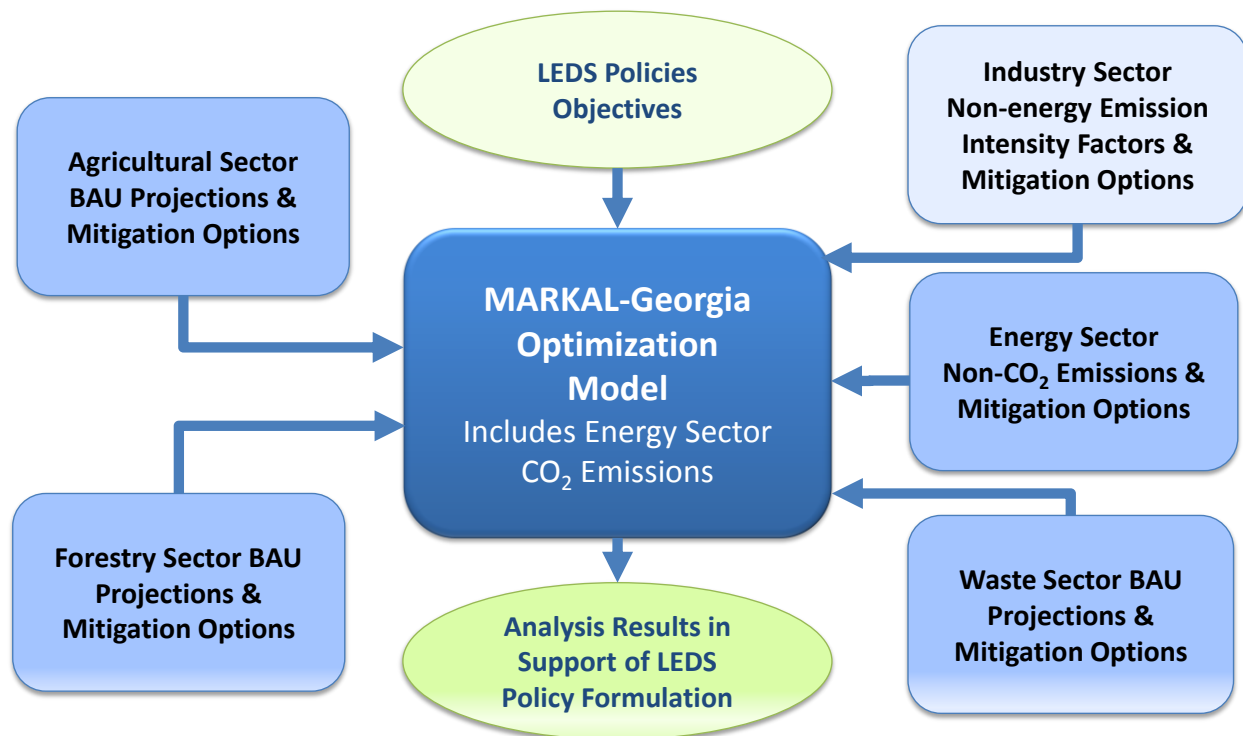 LEDS Policies
Objectives
Industry Sector
Non-energy Emission
Intensity Factors &
Mitigation Options
Agricultural Sector
BAU Projections &
Mitigation Options
MARKAL-Georgia
Optimization
Model
Includes Energy Sector
CO₂ Emissions
Energy Sector
Non-CO₂ Emissions &
Mitigation Options
Forestry Sector BAU
Projections &
Mitigation Options
Waste Sector BAU
Projections &
Mitigation Options
Analysis Results in
Support of LEDS
Policy Formulation